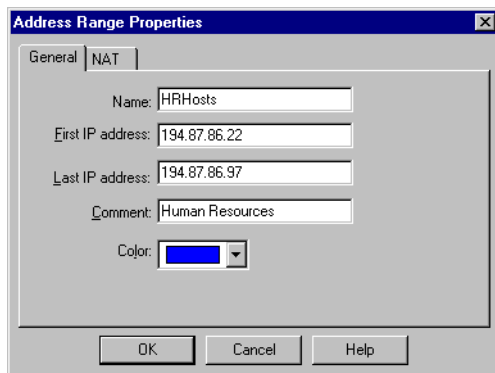 Address Range Properties
General NAT
Name: HRHosts
First IP address: 194.87.86.22
Last IP address: 194.87.86.97
Comment: Human Resources
Color:
OK Cancel Help